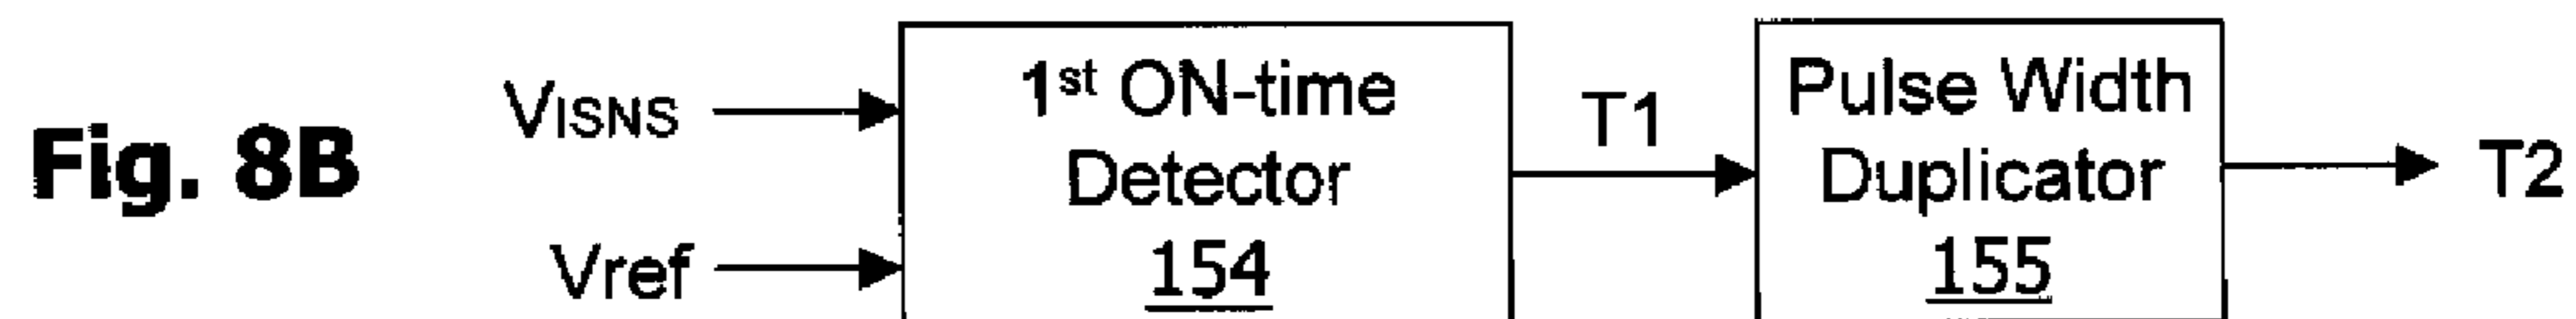 Fig. 8B
VISNS
Vref
1st ON-time
Detector
154
T1
Pulse Width
Duplicator
155
T2